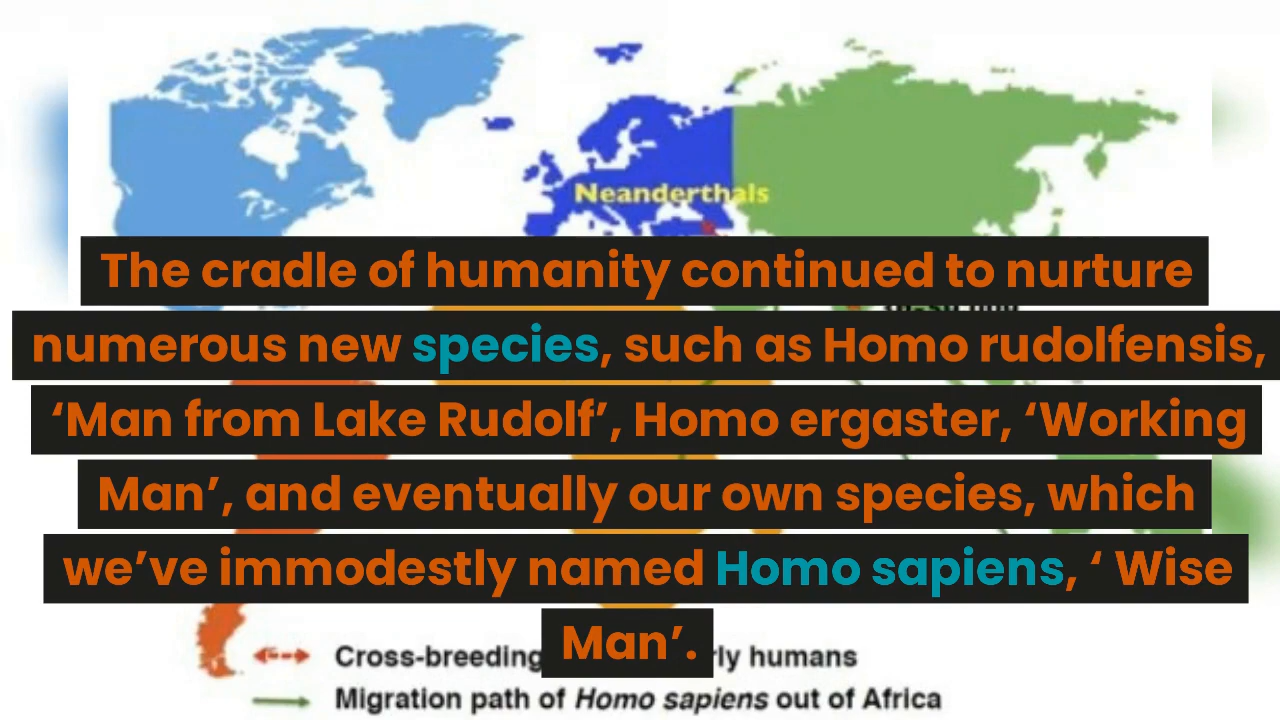 Neanderthals
The cradle of humanity continued to nurture
numerous new species, such as Homo rudolfensis,
‘Man from Lake Rudolf’, Homo ergaster, ‘Working
Man’, and eventually our own species, which
we’ve immodestly named Homo sapiens, ‘ Wise
Man’.
Cross-breeding humans
Migration path of Homo sapiens out of Africa